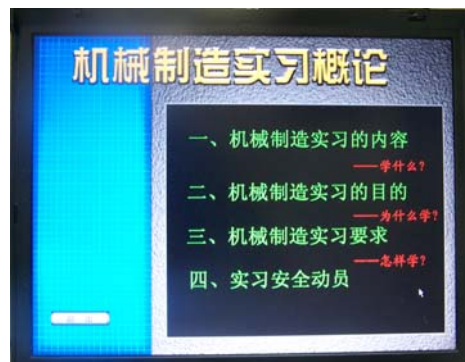 机械制造实习概论
一、机械制造实习的内容
——学什么?
二、机械制造实习的目的
——为什么学?
三、机械制造实习要求
——怎样学?
四、实习安全动员